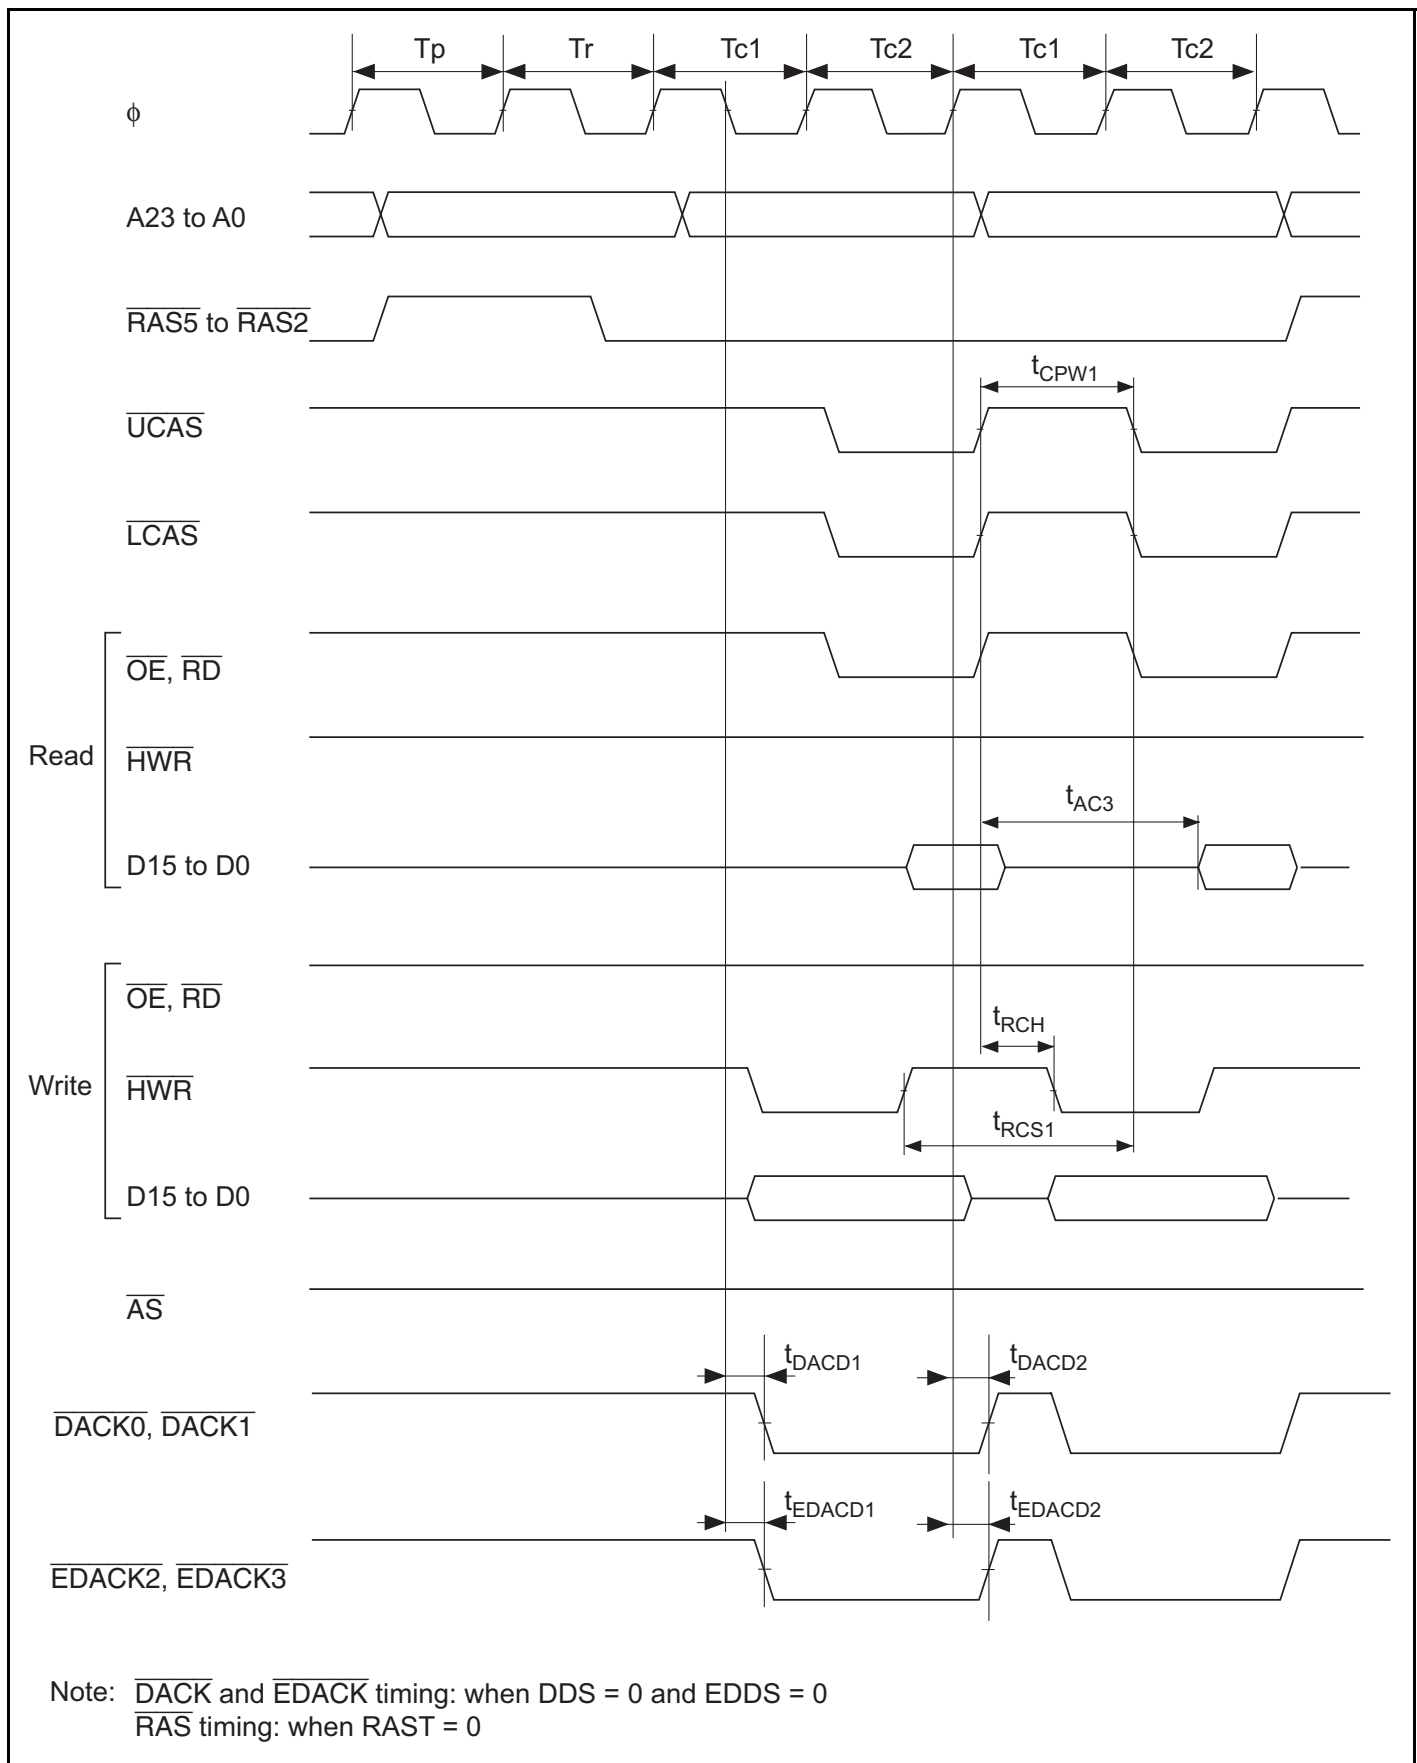 Tp Tr Tc1 Tc2 Tc1 Tc2
ϕ
A23 to A0
RAS5 to RAS2
tCPW1
UCAS
LCAS
OE, RD
Read
HWR
tAC3
D15 to D0
OE, RD
tRCH
Write
HWR
tRCS1
D15 to D0
AS
tDACD1 tDACD2
DACK0, DACK1
tEDACD1 tEDACD2
EDACK2, EDACK3
Note: DACK and EDACK timing: when DDS = 0 and EDDS = 0
RAS timing: when RAST = 0